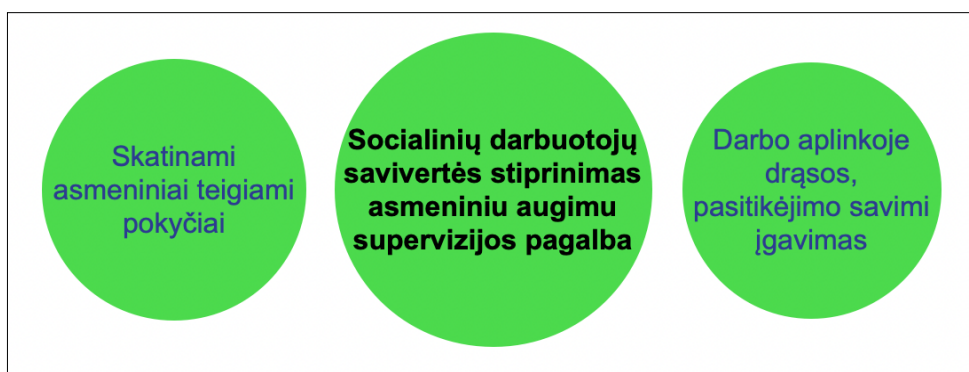 Skatinami
asmeniniai teigiami
pokyčiai
Socialinių darbuotojų
savivertės stiprinimas
asmeniniu augimu
supervizijos pagalba
Darbo aplinkoje
drąsos,
pasitikėjimo savimi
įgavimas